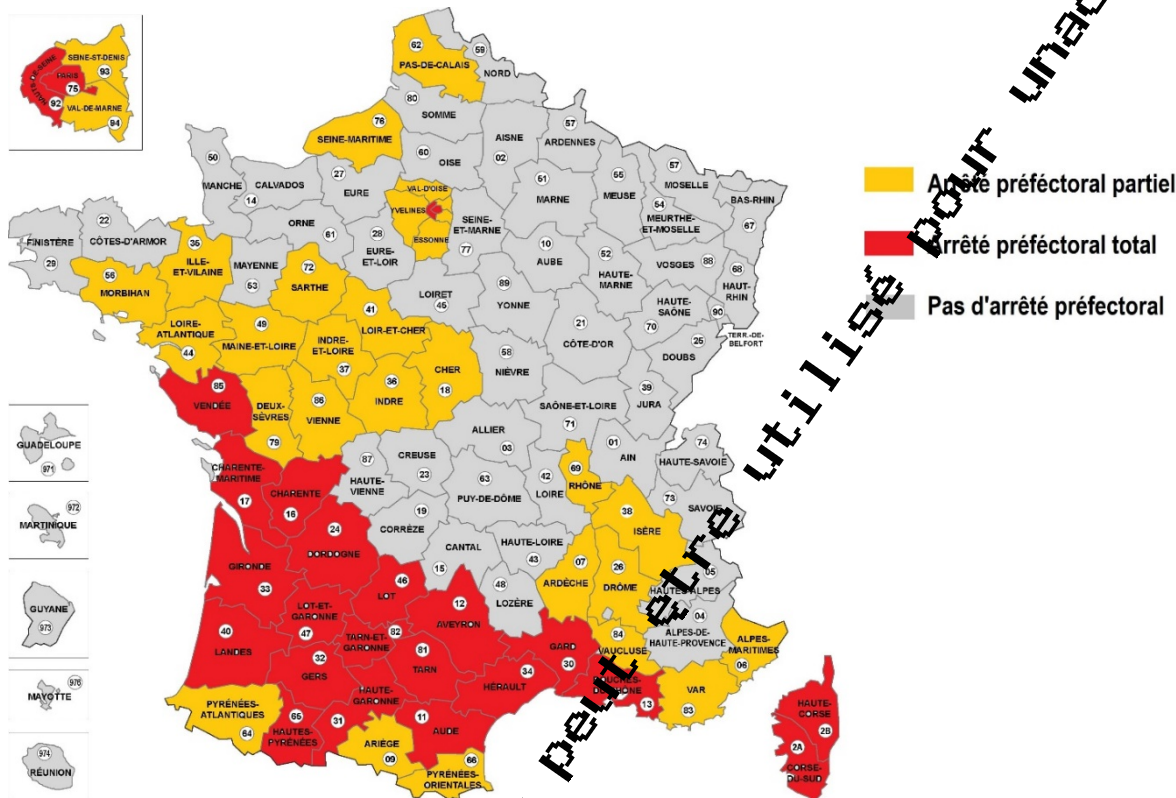 SEINE-ST-DENIS
93
HAUTS-DE-SEINE
PARIS
75
92
VAL-DE-MARNE
94
62
PAS-DE-CALAIS
59
NORD
80
SOMME
76
SEINE-MARITIME
AISNE
02
57
ARDENNES
60
OISE
50
MANCHE
CALVADOS
14
27
EURE
VAL-D'OISE
YVELINES
ESSONNE
SEINE-
ET-MARNE
77
51
MARNE
55
MEUSE
57
MOSELLE
54
MEURTHE-
ET-MOSELLE
BAS-RHIN
67
22
CÔTES-D'ARMOR
FINISTÈRE
29
ORNE
61
28
EURE-
ET-LOIR
10
AUBE
52
HAUTE-
MARNE
VOSGES
88
68
HAUT-
RHIN
35
ILLE-
ET-VILAINE
MAYENNE
53
72
SARTHE
56
MORBIHAN
LOIRET
45
89
YONNE
HAUTE-
SAÔNE
70
90
TERR.-DE-
BELFORT
41
LOIR-ET-CHER
LOIRE-
ATLANTIQUE
44
49
MAINE-ET-LOIRE
INDRE-
ET-LOIRE
37
CHER
18
58
NIÈVRE
21
CÔTE-D'OR
25
DOUBS
85
VENDÉE
DEUX-
SÈVRES
79
86
VIENNE
36
INDRE
39
JURA
SAÔNE-ET-LOIRE
71
ALLIER
03
01
AIN
74
HAUTE-SAVOIE
GUADELOUPE
971
CHARENTE-
MARITIME
17
CHARENTE
16
87
HAUTE-
VIENNE
CREUSE
23
63
PUY-DE-DÔME
42
LOIRE
69
RHÔNE
73
SAVOIE
972
MARTINIQUE
24
DORDOGNE
19
CORRÈZE
CANTAL
15
HAUTE-LOIRE
43
38
ISÈRE
GIRONDE
33
46
LOT
48
LOZÈRE
07
ARDÈCHE
26
DRÔME
05
HAUTES-ALPES
GUYANE
973
40
LANDES
LOT-ET-
GARONNE
47
TARN-ET-
GARONNE
82
12
AVEYRON
GARD
30
84
VAUCLUSE
04
ALPES-DE-
HAUTE-PROVENCE
ALPES-
MARITIMES
06
32
GERS
81
TARN
34
HÉRAULT
BOUCHES-
DU-RHÔNE
13
VAR
83
976
MAYOTTE
PYRÉNÉES-
ATLANTIQUES
64
65
HAUTES-
PYRÉNÉES
HAUTE-
GARONNE
31
11
AUDE
ARIÈGE
09
66
PYRÉNÉES-
ORIENTALES
HAUTE-
CORSE
2B
2A
CORSE-
DU-SUD
974
RÉUNION
Arrêté préféctoral partiel
Arrêté préféctoral total
Pas d'arrêté préfectoral
peut etre utilisé pour